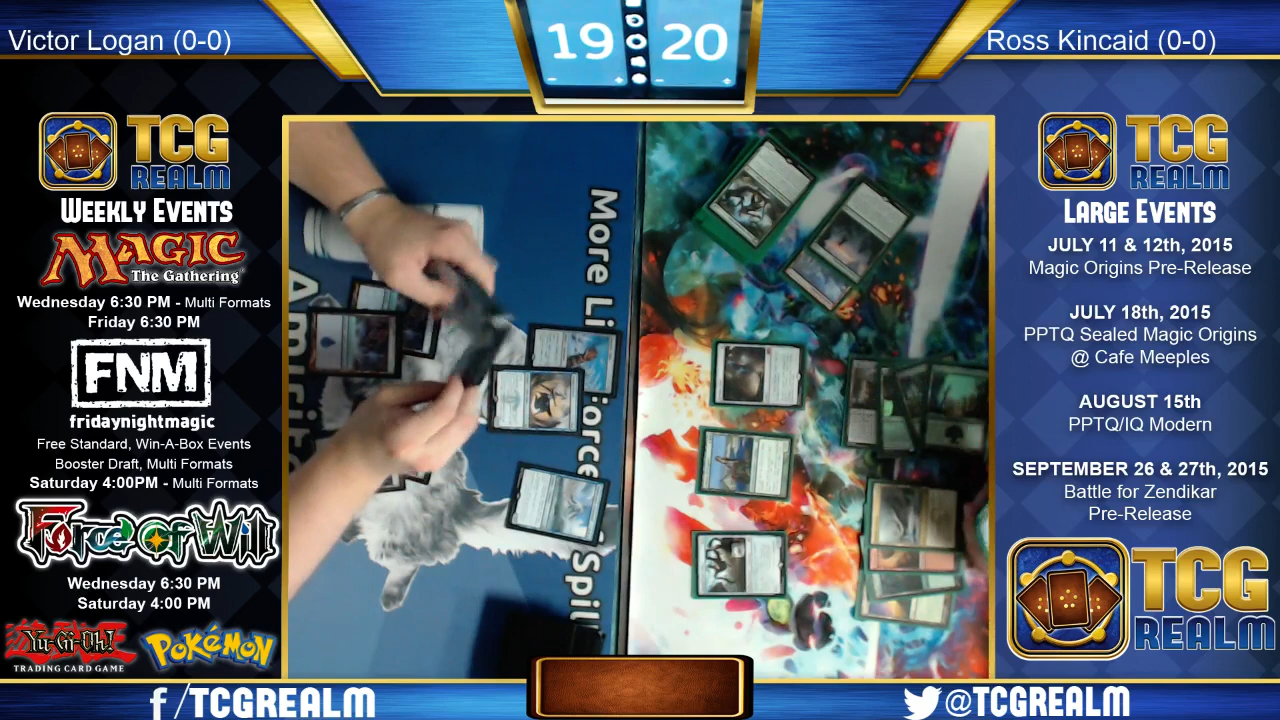 Victor Logan (0-0)
19 20
Ross Kincaid (0-0)
TCG
REALM
WEEKLY EVENTS
MAGIC
The Gathering
Wednesday 6:30 PM - Multi Formats
Friday 6:30 PM
FNM
fridaynightmagic
Free Standard, Win-A-Box Events
Booster Draft, Multi Formats
Saturday 4:00PM - Multi Formats
Force of Will
Wednesday 6:30 PM
Saturday 4:00 PM
Yu-Gi-Oh!
TRADING CARD GAME
POKéMON
More Li
orce
Spil
TCG
REALM
LARGE EVENTS
JULY 11 & 12th, 2015
Magic Origins Pre-Release
JULY 18th, 2015
PPTQ Sealed Magic Origins
@ Cafe Meeples
AUGUST 15th
PPTQ/IQ Modern
SEPTEMBER 26 & 27th, 2015
Battle for Zendikar
Pre-Release
TCG
REALM
f /TCGREALM
@TCGREALM